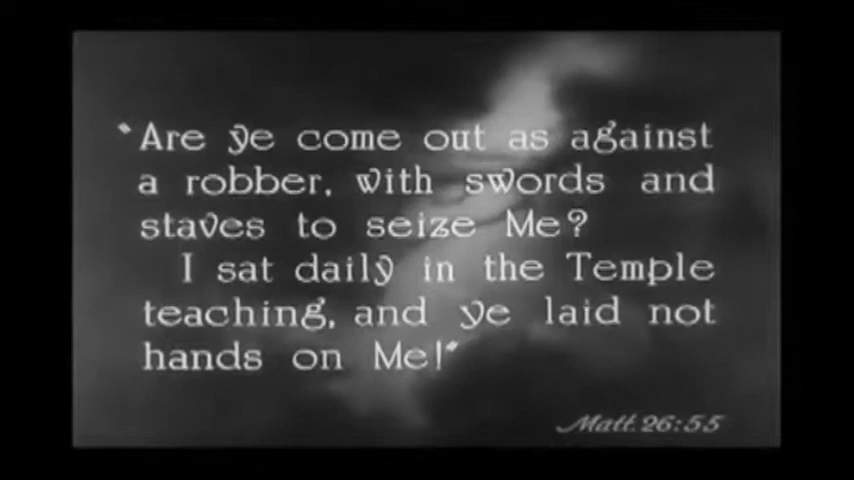 "Are ye come out as against
a robber, with swords and
staves to seize Me?
I sat daily in the Temple
teaching, and ye laid not
hands on Me!"
Matt. 26:55